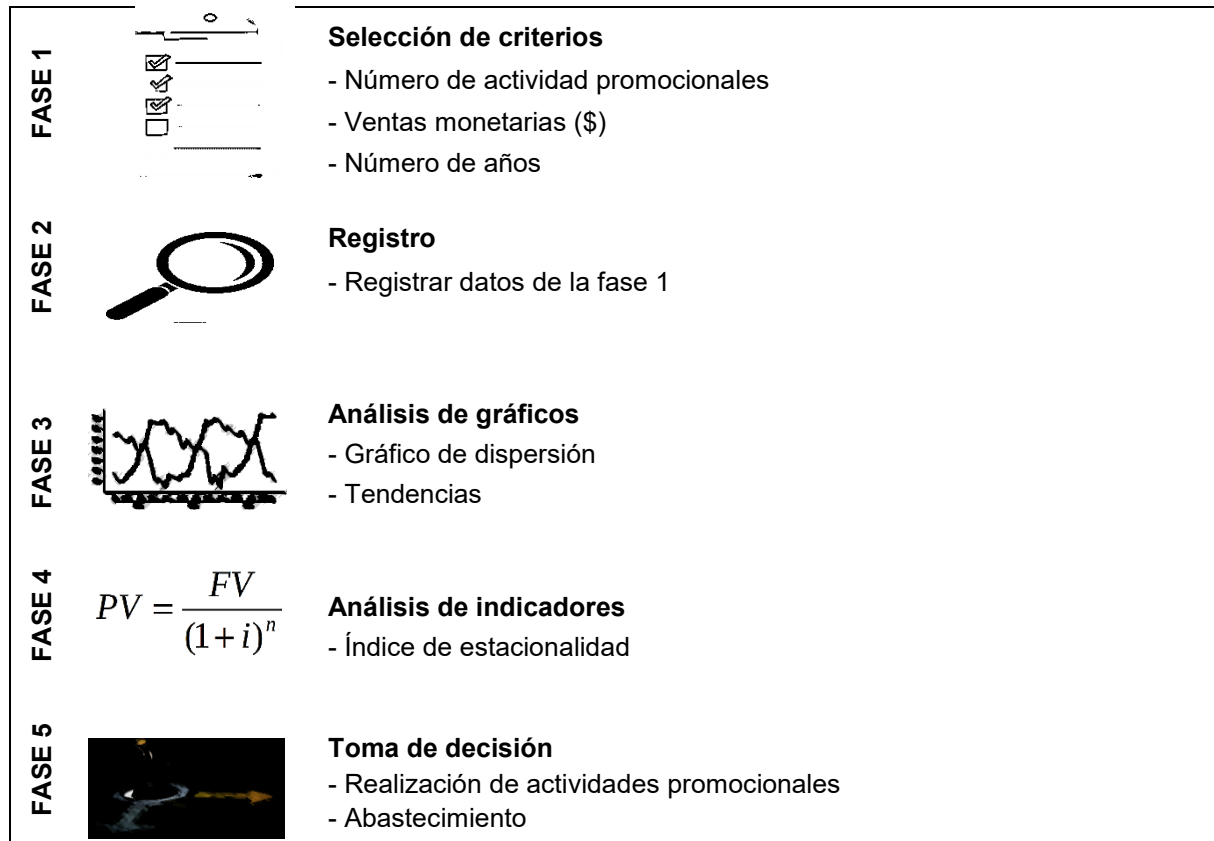 FASE 1
Selección de criterios
- Número de actividad promocionales
- Ventas monetarias ($)
- Número de años
FASE 2
Registro
- Registrar datos de la fase 1
FASE 3
Análisis de gráficos
- Gráfico de dispersión
- Tendencias
FASE 4
PV = FV / (1+i)^n
Análisis de indicadores
- Índice de estacionalidad
FASE 5
Toma de decisión
- Realización de actividades promocionales
- Abastecimiento